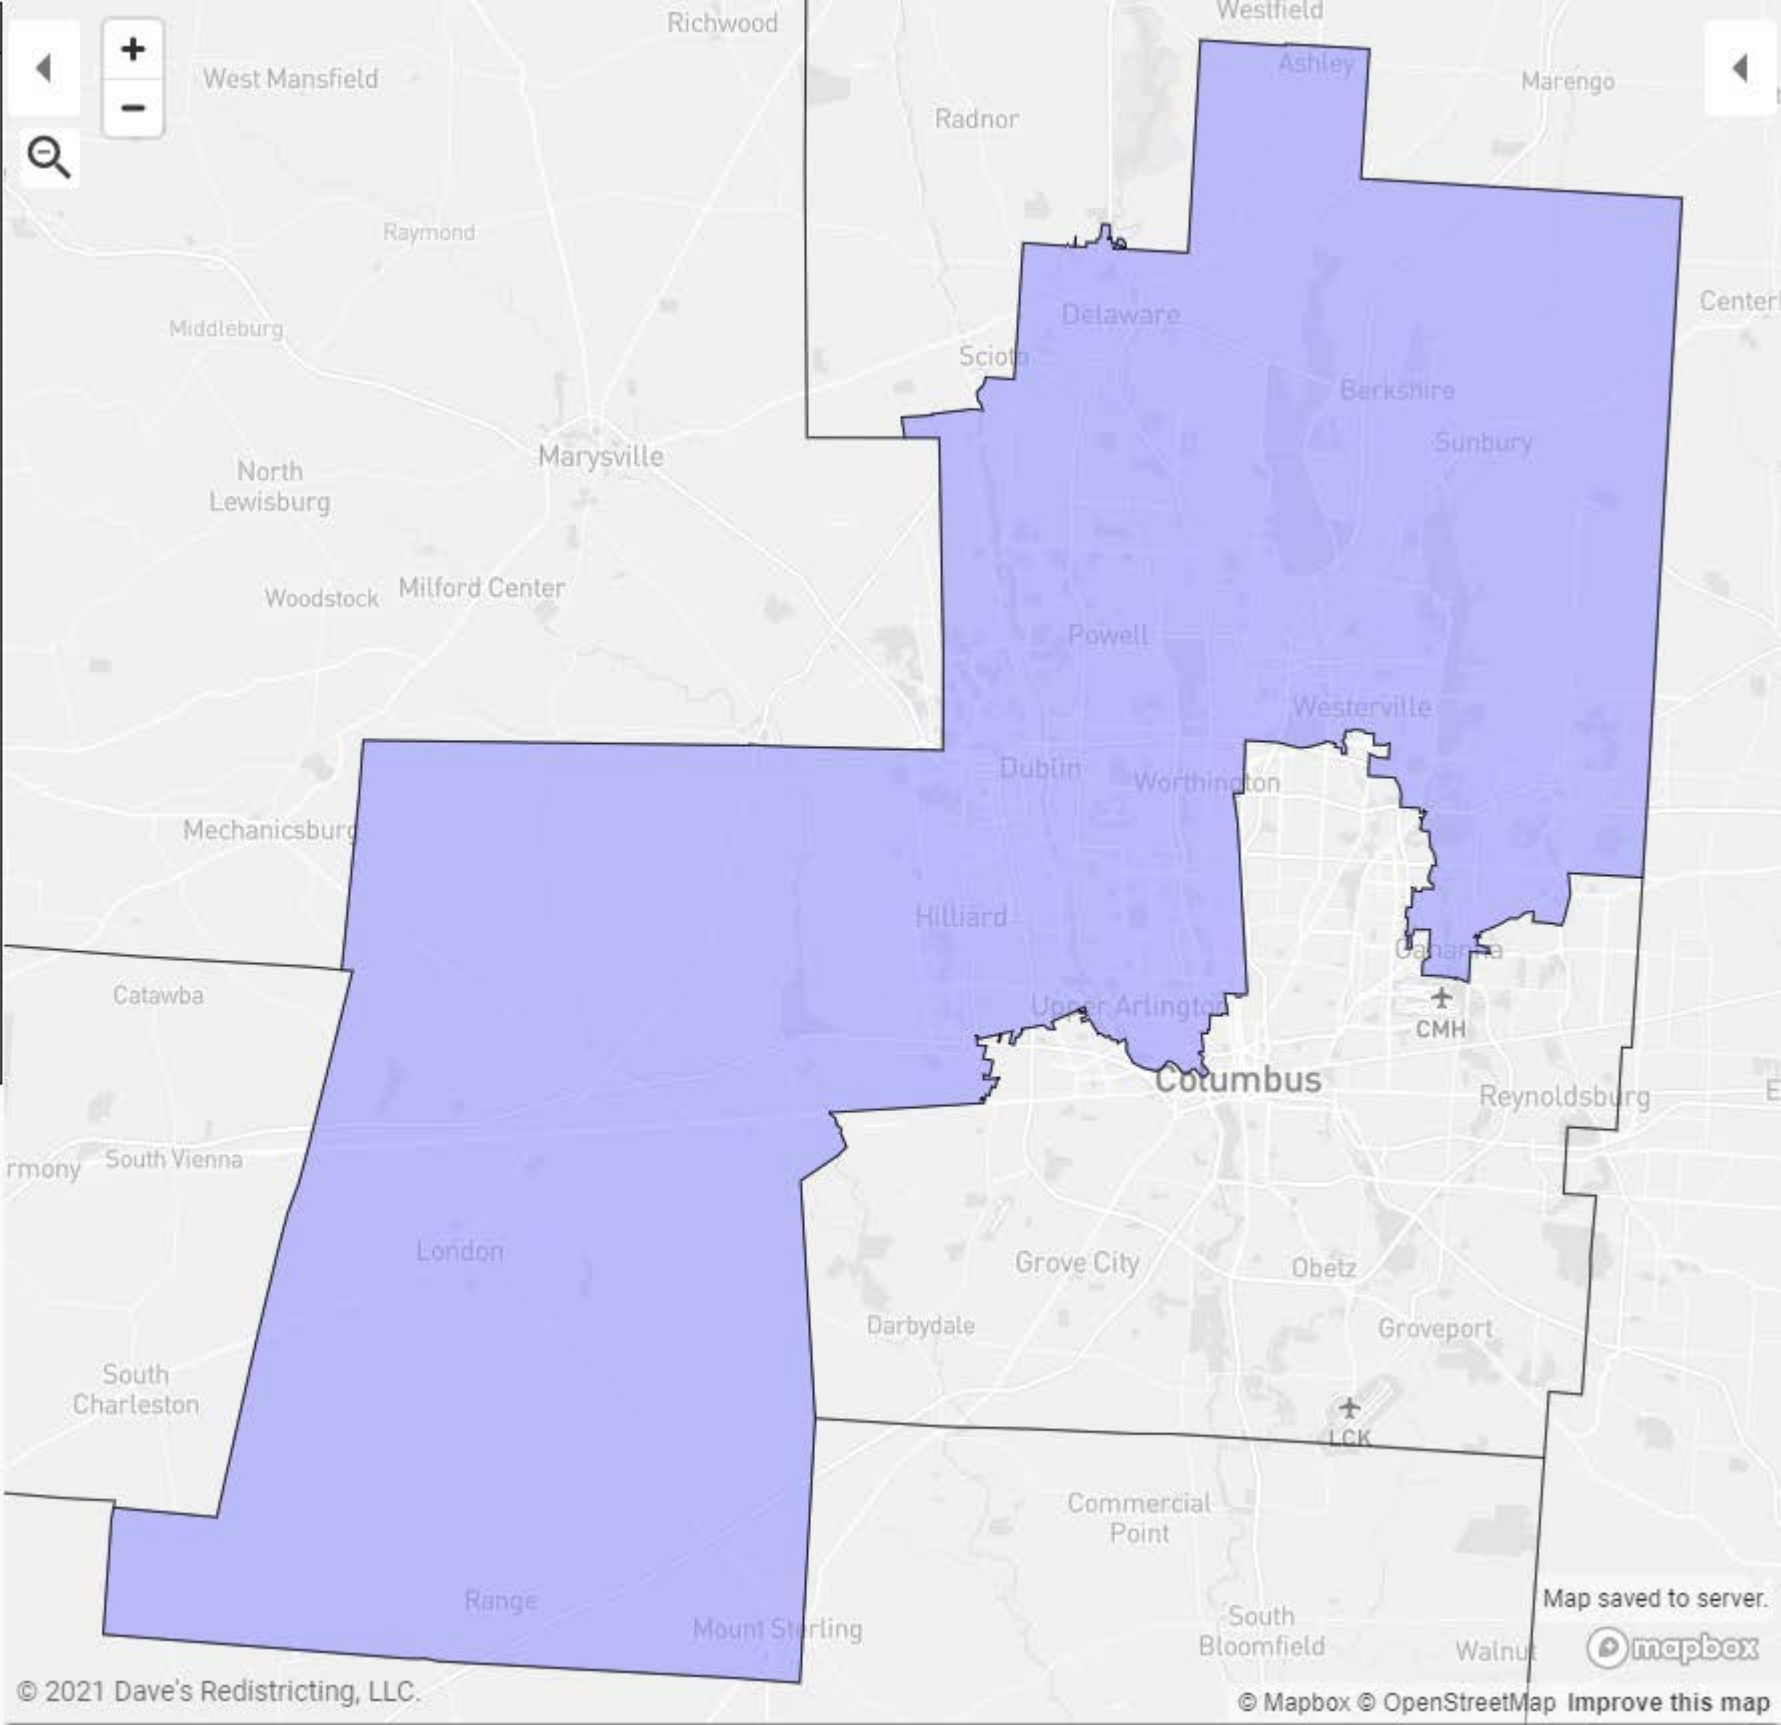 Westfield
Richwood
Ashley
West Mansfield
Marengo
Radnor
Raymond
Delaware
Center
Middleburg
Scioto
Berkshire
Sunbury
Marysville
North
Lewisburg
Woodstock
Milford Center
Powell
Westerville
Dublin
Worthington
Mechanicsburg
Hilliard
Gahanna
Catawba
Upper Arlington
CMH
Columbus
Reynoldsburg
E
rmony
South Vienna
London
Grove City
Obetz
Darbydale
Groveport
South
Charleston
LCK
Commercial
Point
Range
Mount Sterling
South
Bloomfield
Walnut
Map saved to server.
mapbox
© 2021 Dave's Redistricting, LLC.
© Mapbox © OpenStreetMap Improve this map